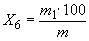 X₆ = m₁·100 / m